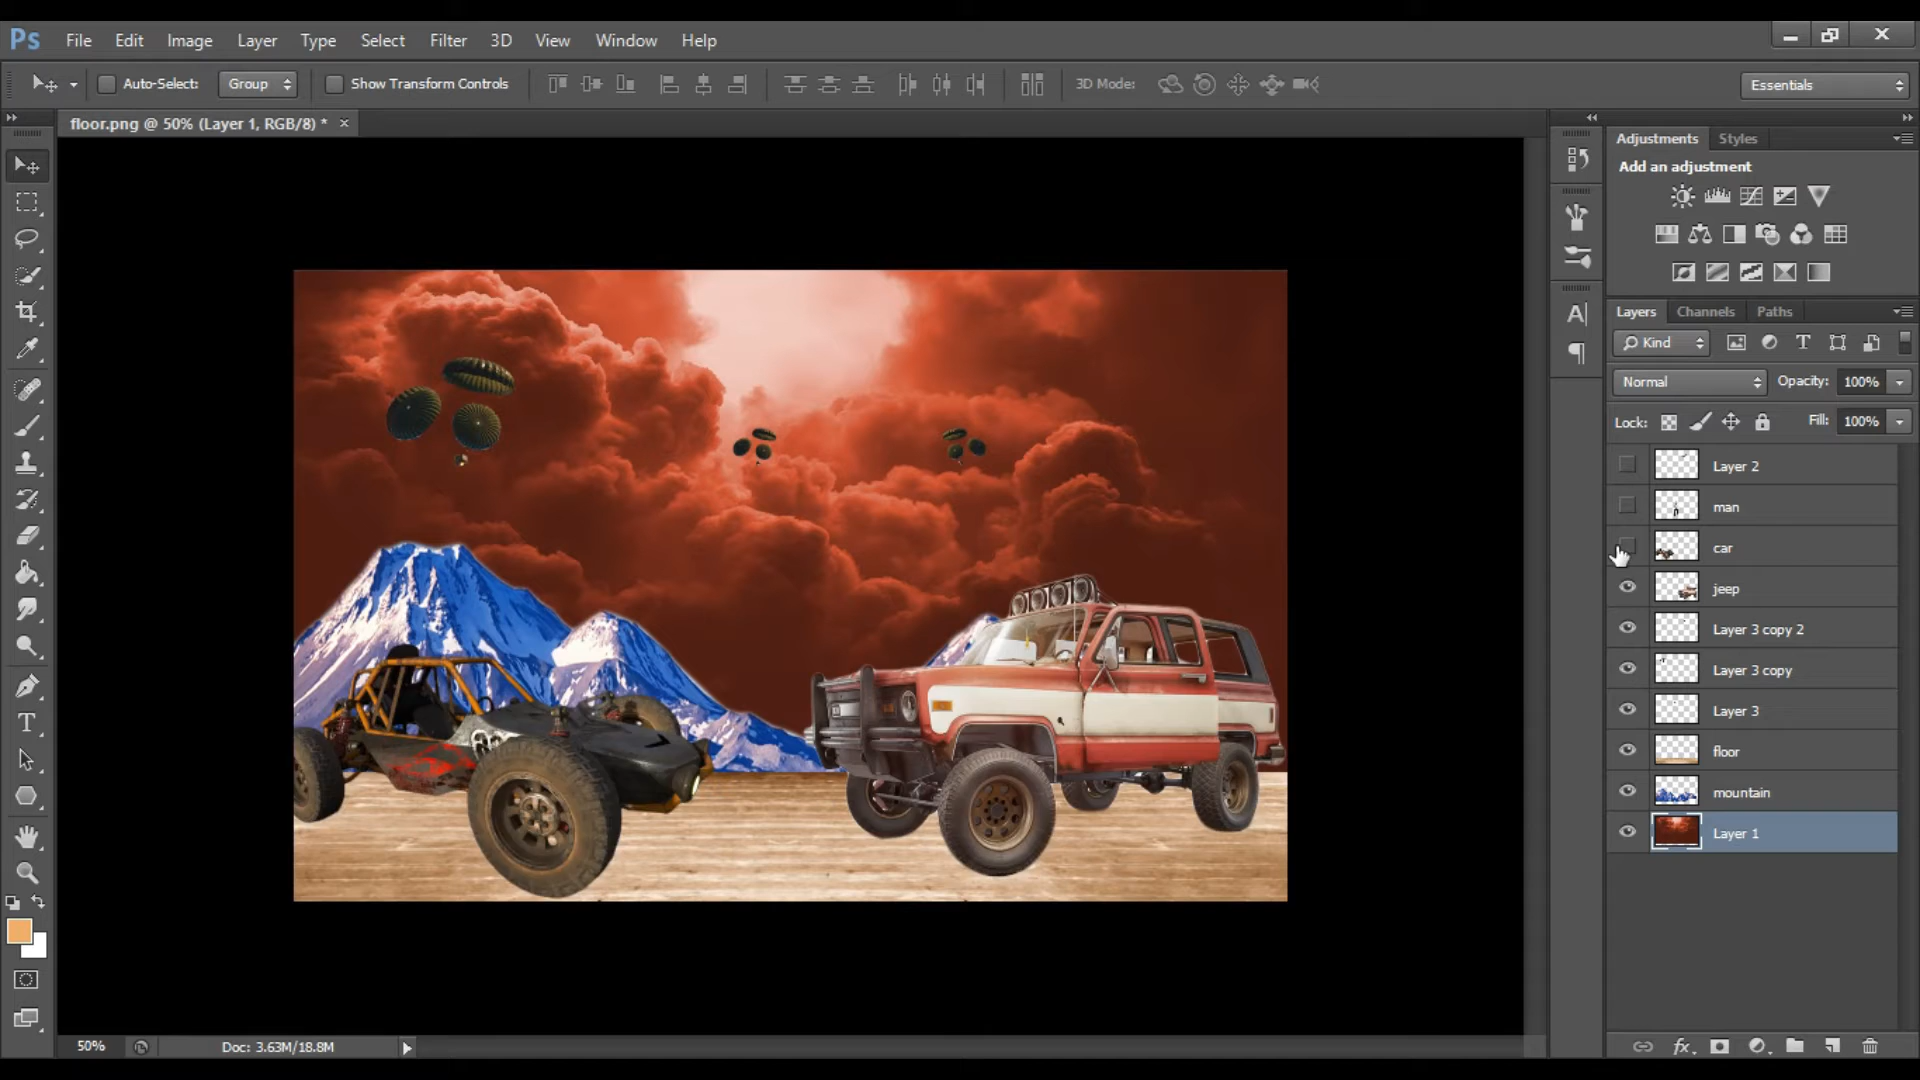 Ps File Edit Image Layer Type Select Filter 3D View Window Help
Auto-Select: Group Show Transform Controls 3D Mode: Essentials
floor.png @ 50% (Layer 1, RGB/8) *
Adjustments Styles
Add an adjustment
Layers Channels Paths
Kind
Normal Opacity: 100%
Lock: Fill: 100%
Layer 2
man
car
jeep
Layer 3 copy 2
Layer 3 copy
Layer 3
floor
mountain
Layer 1
50% Doc: 3.63M/18.8M